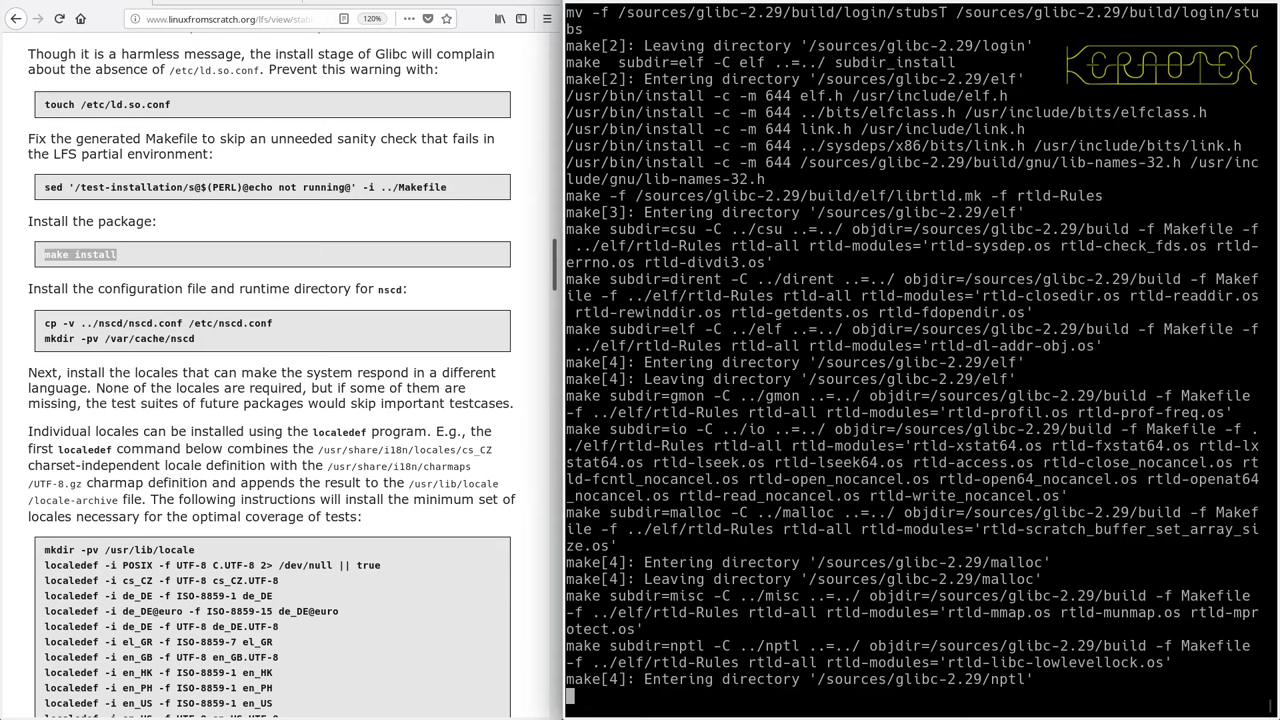 www.linuxfromscratch.org/lfs/view/stab
120%
Though it is a harmless message, the install stage of Glibc will complain
about the absence of /etc/ld.so.conf. Prevent this warning with:
touch /etc/ld.so.conf
Fix the generated Makefile to skip an unneeded sanity check that fails in
the LFS partial environment:
sed '/test-installation/s@$(PERL)@echo not running@' -i ../Makefile
Install the package:
make install
Install the configuration file and runtime directory for nscd:
cp -v ../nscd/nscd.conf /etc/nscd.conf
mkdir -pv /var/cache/nscd
Next, install the locales that can make the system respond in a different
language. None of the locales are required, but if some of them are
missing, the test suites of future packages would skip important testcases.
Individual locales can be installed using the localedef program. E.g., the
first localedef command below combines the /usr/share/i18n/locales/cs_CZ
charset-independent locale definition with the /usr/share/i18n/charmaps
/UTF-8.gz charmap definition and appends the result to the /usr/lib/locale
/locale-archive file. The following instructions will install the minimum set of
locales necessary for the optimal coverage of tests:
mkdir -pv /usr/lib/locale
localedef -i POSIX -f UTF-8 C.UTF-8 2> /dev/null || true
localedef -i cs_CZ -f UTF-8 cs_CZ.UTF-8
localedef -i de_DE -f ISO-8859-1 de_DE
localedef -i de_DE@euro -f ISO-8859-15 de_DE@euro
localedef -i de_DE -f UTF-8 de_DE.UTF-8
localedef -i el_GR -f ISO-8859-7 el_GR
localedef -i en_GB -f UTF-8 en_GB.UTF-8
localedef -i en_HK -f ISO-8859-1 en_HK
localedef -i en_PH -f ISO-8859-1 en_PH
localedef -i en_US -f ISO-8859-1 en_US
mv -f /sources/glibc-2.29/build/login/stubsT /sources/glibc-2.29/build/login/stu
bs
make[2]: Leaving directory '/sources/glibc-2.29/login'
make  subdir=elf -C elf ..=../ subdir_install
make[2]: Entering directory '/sources/glibc-2.29/elf'
/usr/bin/install -c -m 644 elf.h /usr/include/elf.h
/usr/bin/install -c -m 644 ../bits/elfclass.h /usr/include/bits/elfclass.h
/usr/bin/install -c -m 644 link.h /usr/include/link.h
/usr/bin/install -c -m 644 ../sysdeps/x86/bits/link.h /usr/include/bits/link.h
/usr/bin/install -c -m 644 /sources/glibc-2.29/build/gnu/lib-names-32.h /usr/inc
lude/gnu/lib-names-32.h
make -f /sources/glibc-2.29/build/elf/librtld.mk -f rtld-Rules
make[3]: Entering directory '/sources/glibc-2.29/elf'
make subdir=csu -C ../csu ..=../ objdir=/sources/glibc-2.29/build -f Makefile -f
../elf/rtld-Rules rtld-all rtld-modules='rtld-sysdep.os rtld-check_fds.os rtld-
errno.os rtld-divdi3.os'
make subdir=dirent -C ../dirent ..=../ objdir=/sources/glibc-2.29/build -f Makef
ile -f ../elf/rtld-Rules rtld-all rtld-modules='rtld-closedir.os rtld-readdir.os
rtld-rewinddir.os rtld-getdents.os rtld-fdopendir.os'
make subdir=elf -C ../elf ..=../ objdir=/sources/glibc-2.29/build -f Makefile -f
../elf/rtld-Rules rtld-all rtld-modules='rtld-dl-addr-obj.os'
make[4]: Entering directory '/sources/glibc-2.29/elf'
make[4]: Leaving directory '/sources/glibc-2.29/elf'
make subdir=gmon -C ../gmon ..=../ objdir=/sources/glibc-2.29/build -f Makefile
-f ../elf/rtld-Rules rtld-all rtld-modules='rtld-profil.os rtld-prof-freq.os'
make subdir=io -C ../io ..=../ objdir=/sources/glibc-2.29/build -f Makefile -f .
./elf/rtld-Rules rtld-all rtld-modules='rtld-xstat64.os rtld-fxstat64.os rtld-lx
stat64.os rtld-lseek.os rtld-lseek64.os rtld-access.os rtld-close_nocancel.os rt
ld-fcntl_nocancel.os rtld-open_nocancel.os rtld-open64_nocancel.os rtld-openat64
_nocancel.os rtld-read_nocancel.os rtld-write_nocancel.os'
make subdir=malloc -C ../malloc ..=../ objdir=/sources/glibc-2.29/build -f Makef
ile -f ../elf/rtld-Rules rtld-all rtld-modules='rtld-scratch_buffer_set_array_si
ze.os'
make[4]: Entering directory '/sources/glibc-2.29/malloc'
make[4]: Leaving directory '/sources/glibc-2.29/malloc'
make subdir=misc -C ../misc ..=../ objdir=/sources/glibc-2.29/build -f Makefile
-f ../elf/rtld-Rules rtld-all rtld-modules='rtld-mmap.os rtld-munmap.os rtld-mpr
otect.os'
make subdir=nptl -C ../nptl ..=../ objdir=/sources/glibc-2.29/build -f Makefile
-f ../elf/rtld-Rules rtld-all rtld-modules='rtld-libc-lowlevellock.os'
make[4]: Entering directory '/sources/glibc-2.29/nptl'